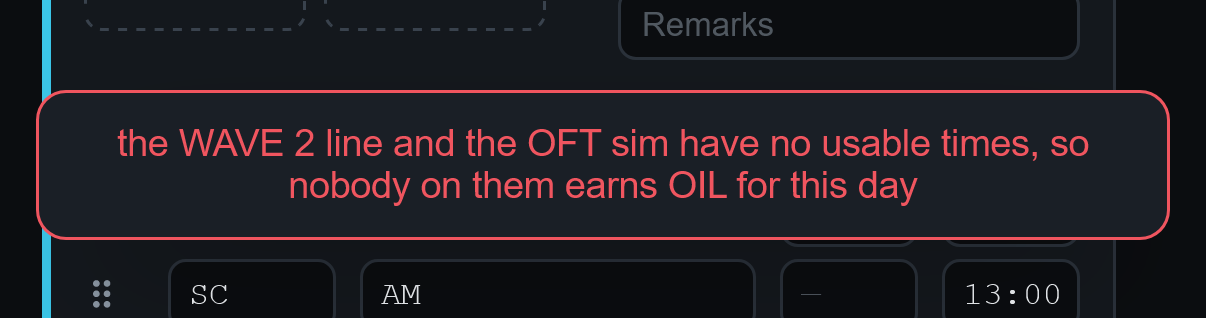 Remarks
the WAVE 2 line and the OFT sim have no usable times, so
nobody on them earns OIL for this day
SC AM — 13:00